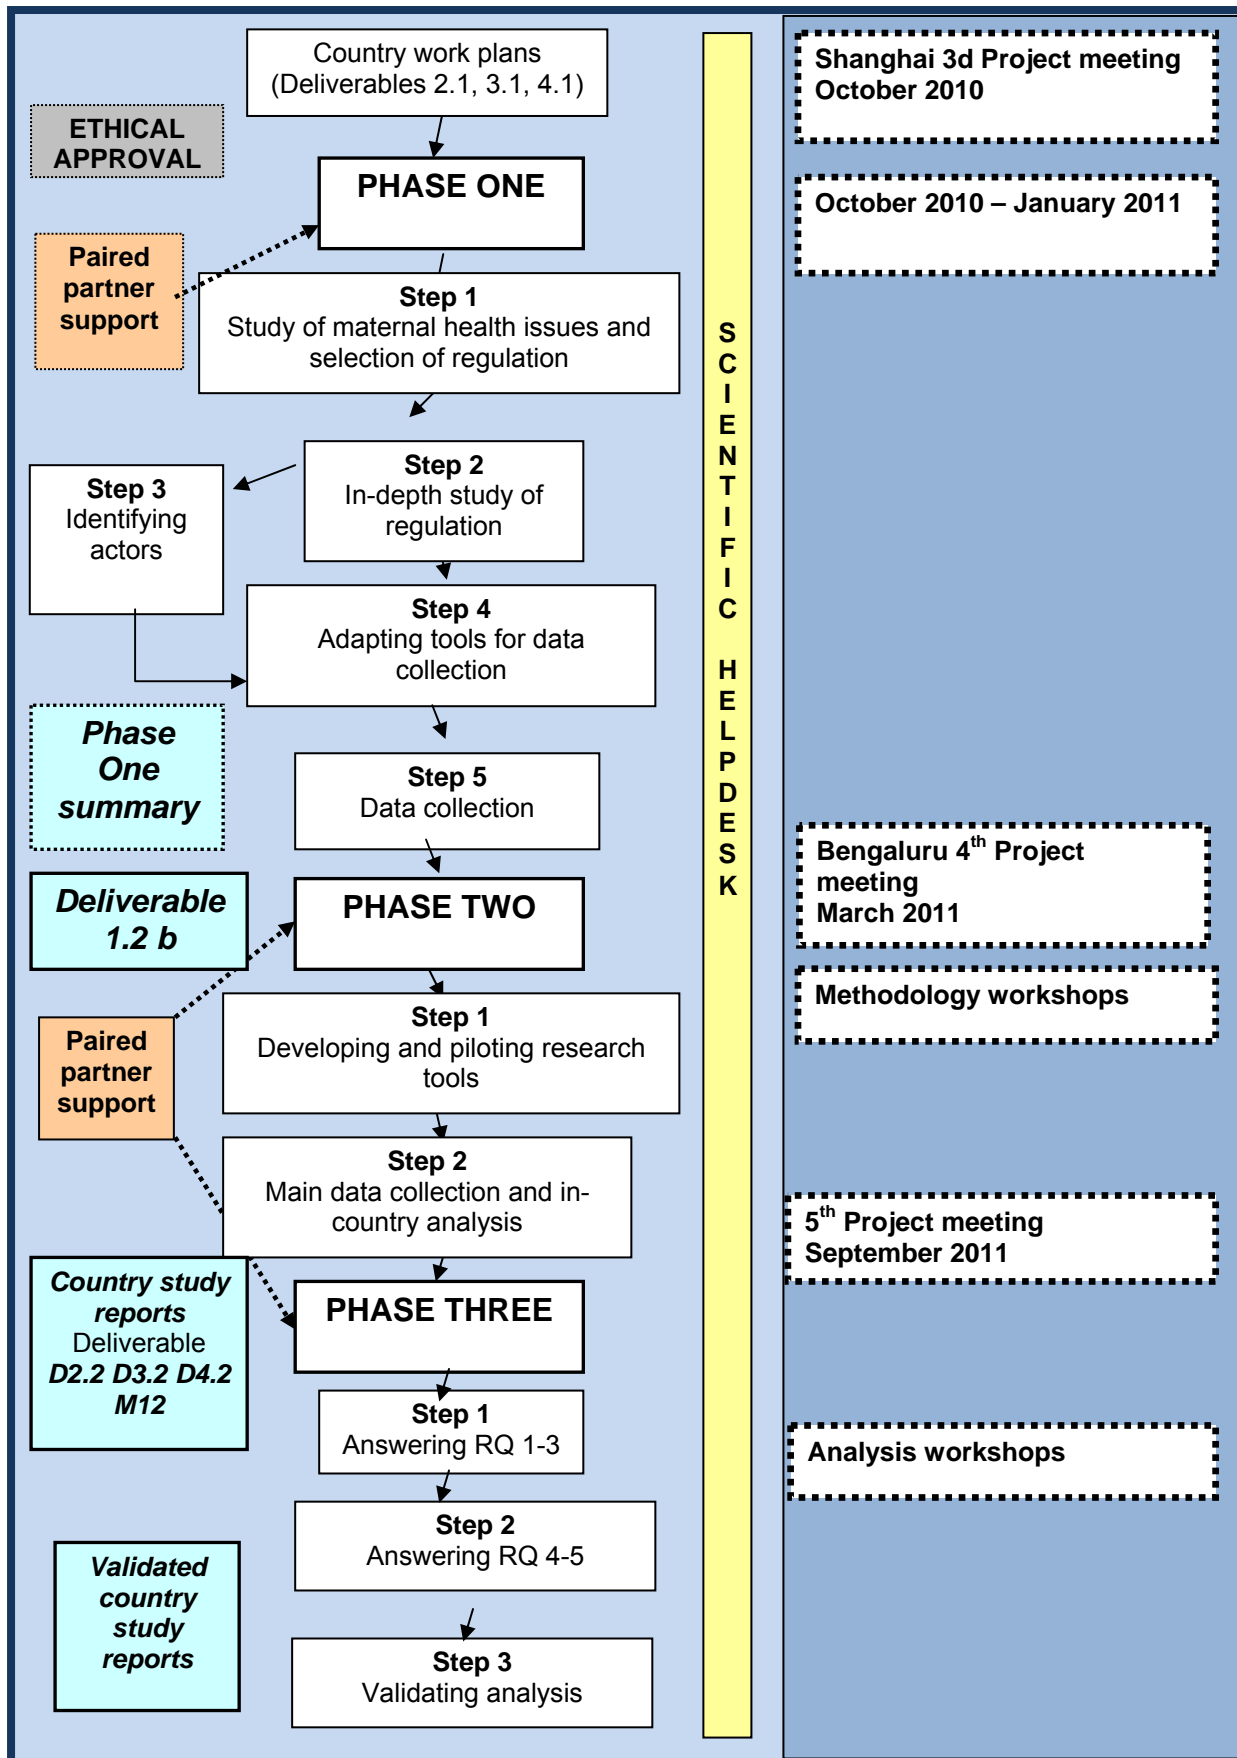 Country work plans
(Deliverables 2.1, 3.1, 4.1)
ETHICAL
APPROVAL
PHASE ONE
Paired
partner
support
Step 1
Study of maternal health issues and
selection of regulation
Step 2
In-depth study of
regulation
Step 3
Identifying
actors
Step 4
Adapting tools for data
collection
Phase
One
summary
Step 5
Data collection
Deliverable
1.2 b
PHASE TWO
Step 1
Developing and piloting research
tools
Paired
partner
support
Step 2
Main data collection and in-
country analysis
Country study
reports
Deliverable
D2.2 D3.2 D4.2
M12
PHASE THREE
Step 1
Answering RQ 1-3
Step 2
Answering RQ 4-5
Validated
country
study
reports
Step 3
Validating analysis
S
C
I
E
N
T
I
F
I
C
H
E
L
P
D
E
S
K
Shanghai 3d Project meeting
October 2010
October 2010 – January 2011
Bengaluru 4th Project
meeting
March 2011
Methodology workshops
5th Project meeting
September 2011
Analysis workshops